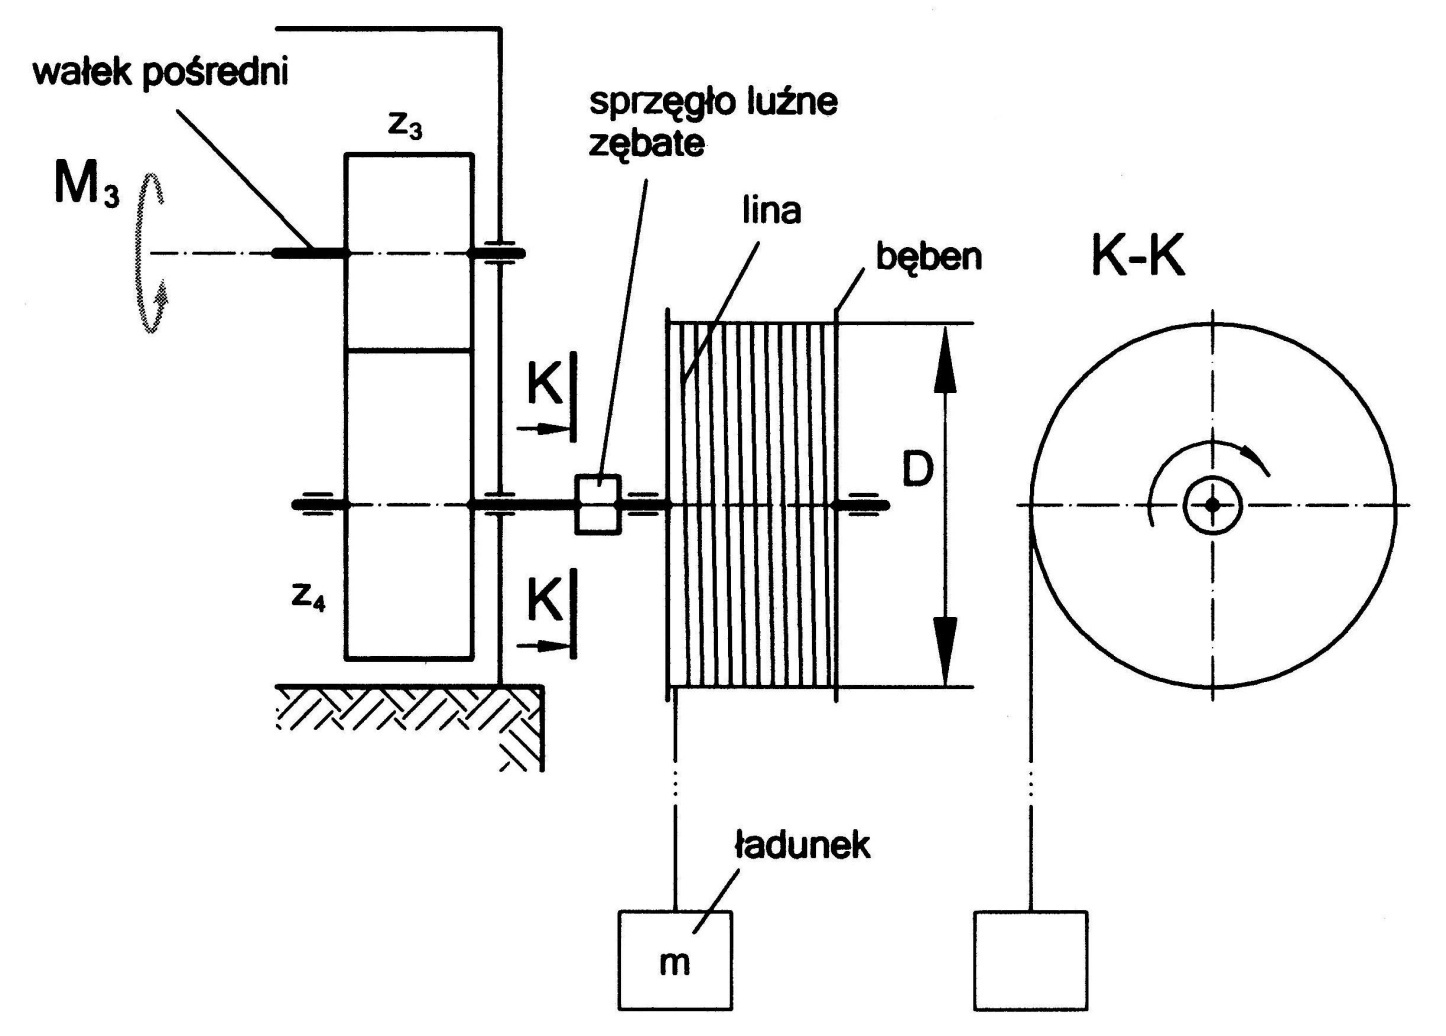 wałek pośredni
z₃
M₃
sprzęgło luźne
zębate
lina
bęben
K-K
K
D
K
z₄
ładunek
m